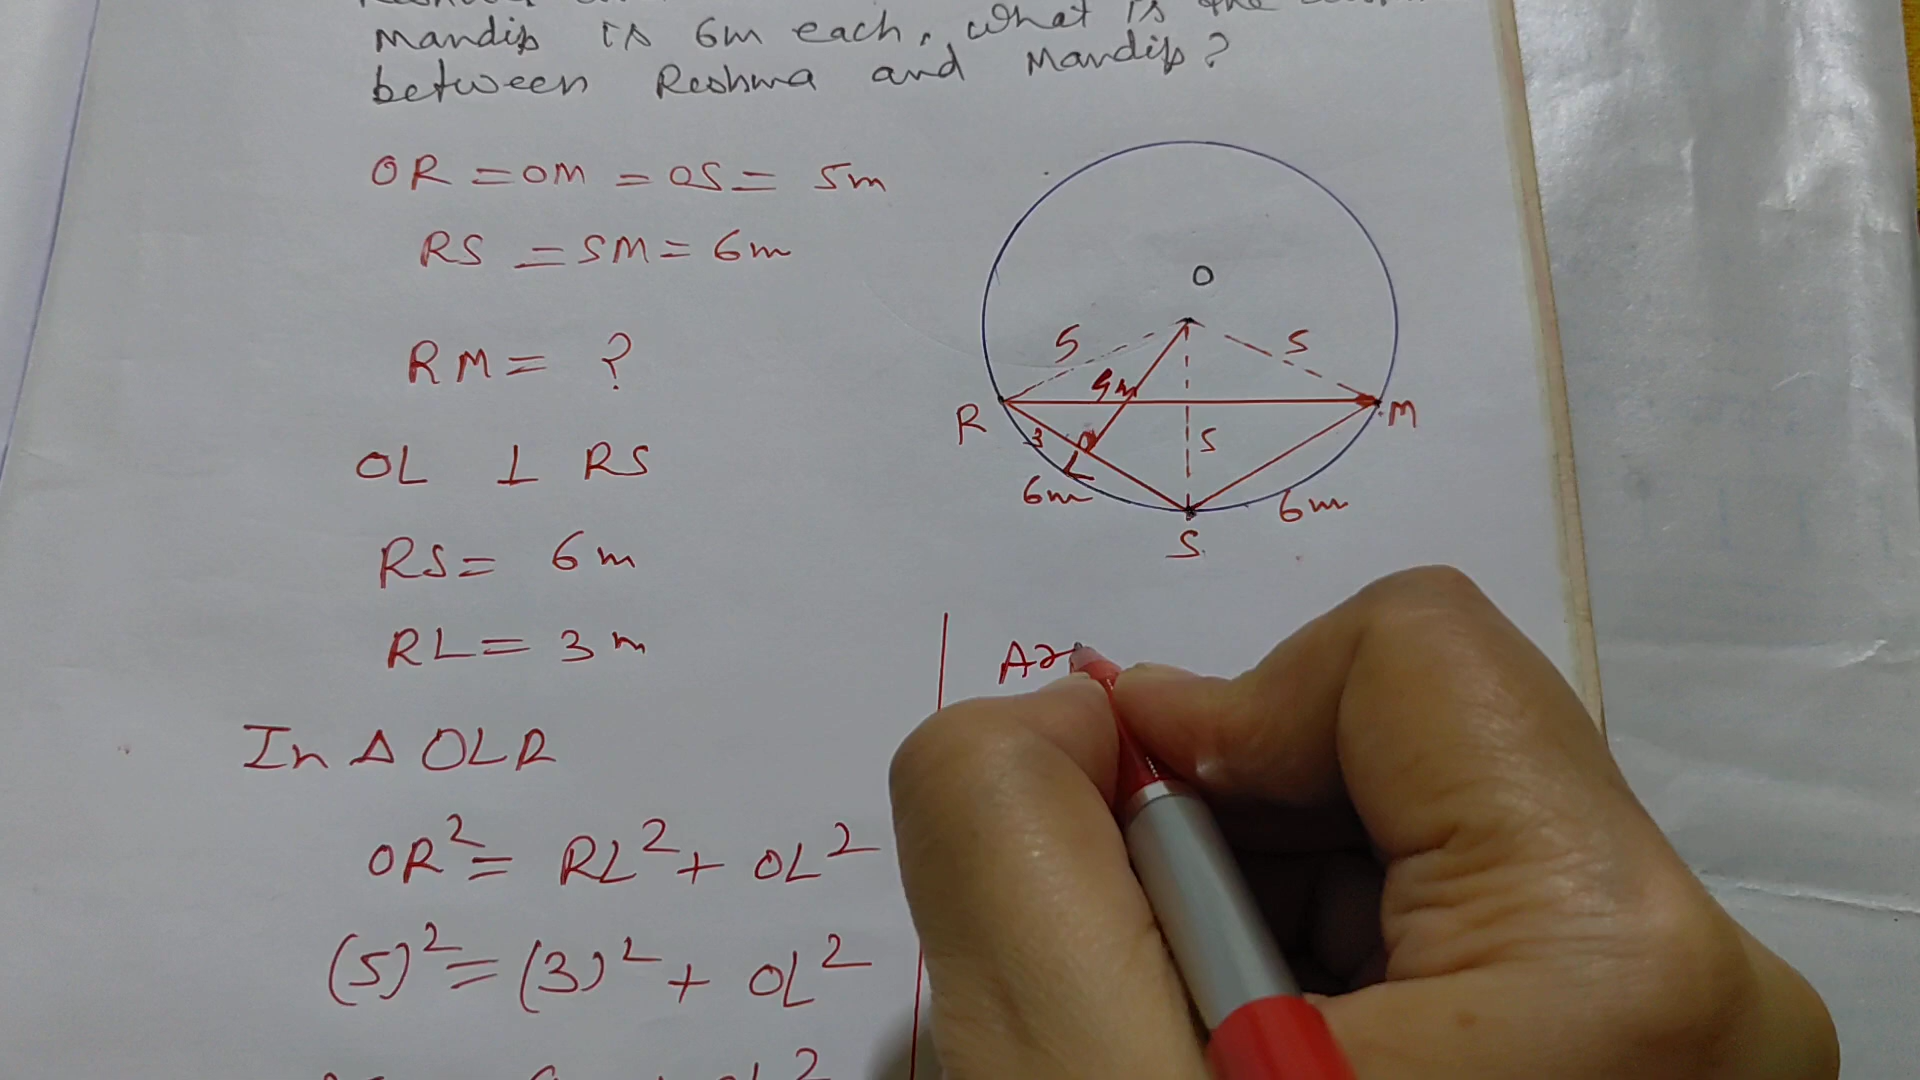 Mandip is 6m each, what is the
between Reshma and Mandip?
OR = OM = OS = 5m
RS = SM = 6m
RM = ?
OL ⊥ RS
RS = 6m
RL = 3m
In Δ OLR
OR² = RL² + OL²
(5)² = (3)² + OL²
O
5
5
4m
R
M
3
5
L
6m
6m
S